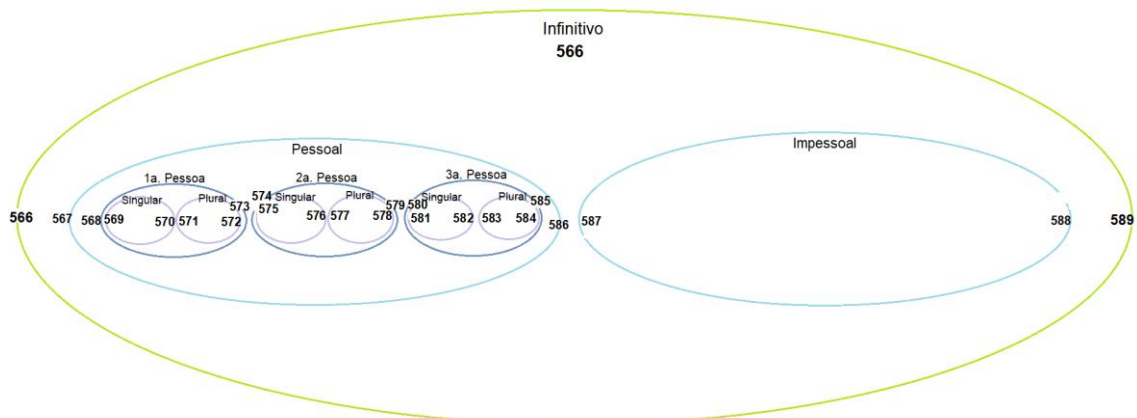 Infinitivo
566
Pessoal
Impessoal
1a. Pessoa
2a. Pessoa
3a. Pessoa
Singular
Plural
Singular
Plural
Singular
Plural
566
567
568
569
570
571
572
573
574
575
576
577
578
579
580
581
582
583
584
585
586
587
588
589